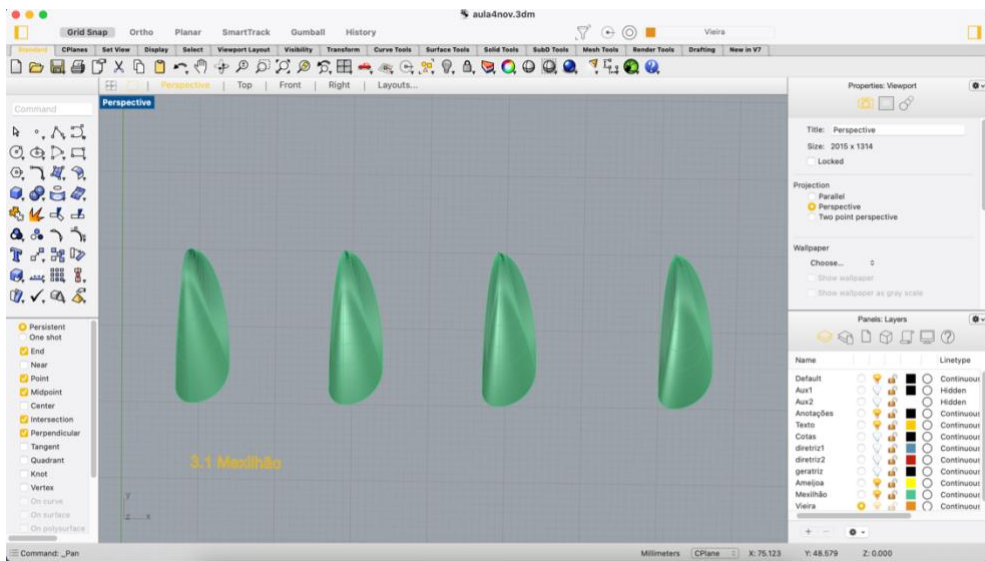 aula4nov.3dm
Grid Snap Ortho Planar SmartTrack Gumball History Vieira
Standard CPlanes Set View Display Select Viewport Layout Visibility Transform Curve Tools Surface Tools Solid Tools SubD Tools Mesh Tools Render Tools Drafting New in V7
Perspective | Top | Front | Right | Layouts...
Command
Perspective
3.1 Mexilhão
y
z x
Persistent
One shot
End
Near
Point
Midpoint
Center
Intersection
Perpendicular
Tangent
Quadrant
Knot
Vertex
On curve
On surface
On polysurface
Properties: Viewport
Title: Perspective
Size: 2015 x 1314
Locked
Projection
Parallel
Perspective
Two point perspective
Wallpaper
Choose...
Show wallpaper
Show wallpaper as gray scale
Panels: Layers
Name Linetype
Default Continuous
Aux1 Hidden
Aux2 Hidden
Anotações Continuous
Texto Continuous
Cotas Continuous
diretriz1 Continuous
diretriz2 Continuous
geratriz Continuous
Ameijoa Continuous
Mexilhão Continuous
Vieira Continuous
Command: _Pan Millimeters CPlane X: 75.123 Y: 48.579 Z: 0.000